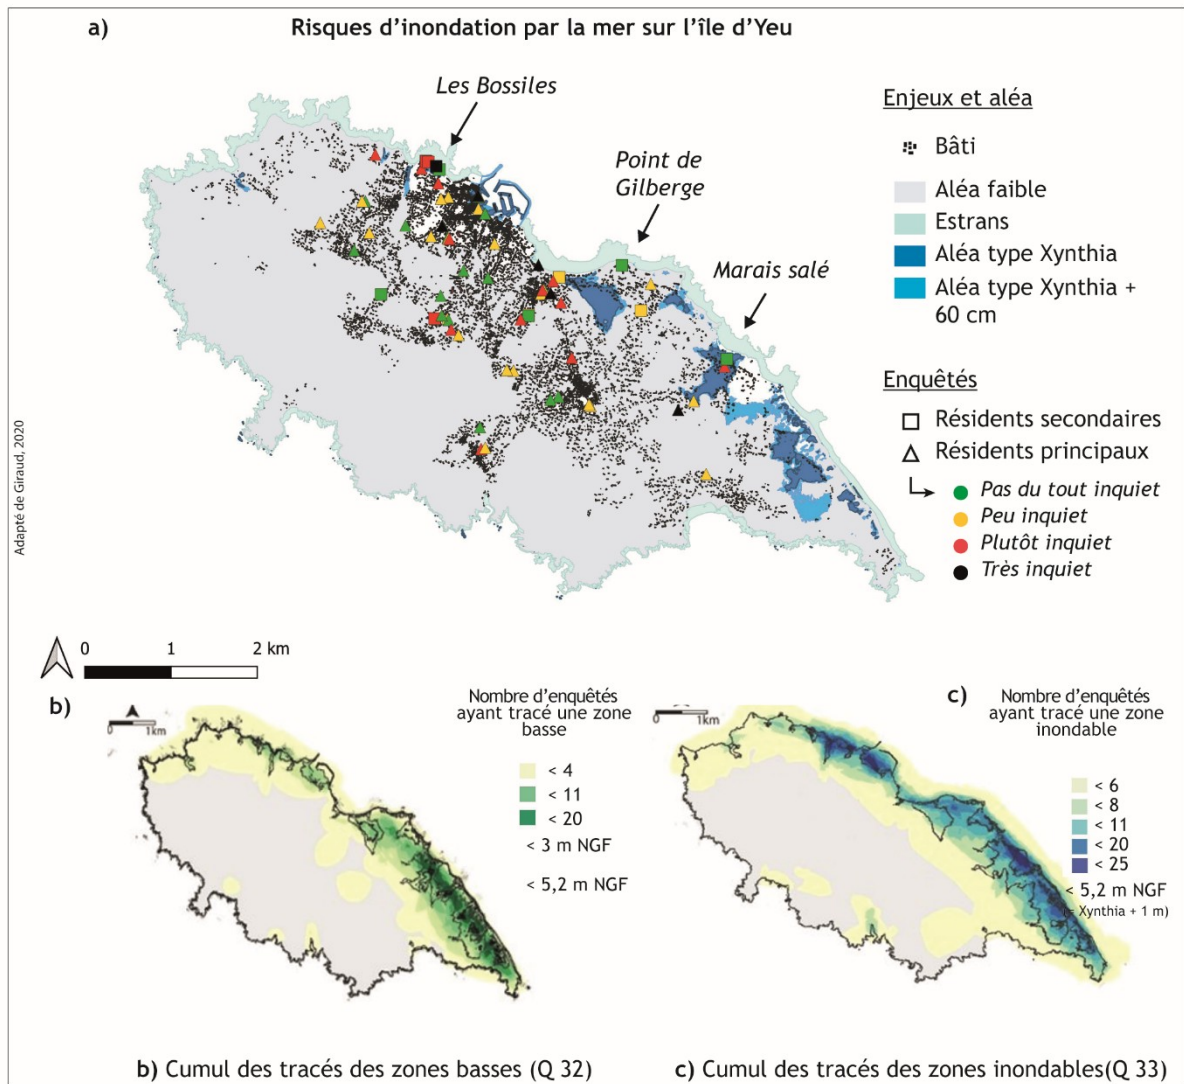 a)
Risques d'inondation par la mer sur l'île d'Yeu
Les Bossiles
Point de
Gilberge
Marais salé
Enjeux et aléa
Bâti
Aléa faible
Estrans
Aléa type Xynthia
Aléa type Xynthia +
60 cm
Enquêtés
Résidents secondaires
Résidents principaux
Pas du tout inquiet
Peu inquiet
Plutôt inquiet
Très inquiet
Adapté de Giraud, 2020
0 1 2 km
b)
1km
Nombre d'enquêtés
ayant tracé une zone
basse
< 4
< 11
< 20
< 3 m NGF
< 5,2 m NGF
c)
1km
Nombre d'enquêtés
ayant tracé une zone
inondable
< 6
< 8
< 11
< 20
< 25
< 5,2 m NGF
Xynthia + 1 m)
b) Cumul des tracés des zones basses (Q 32)
c) Cumul des tracés des zones inondables(Q 33)